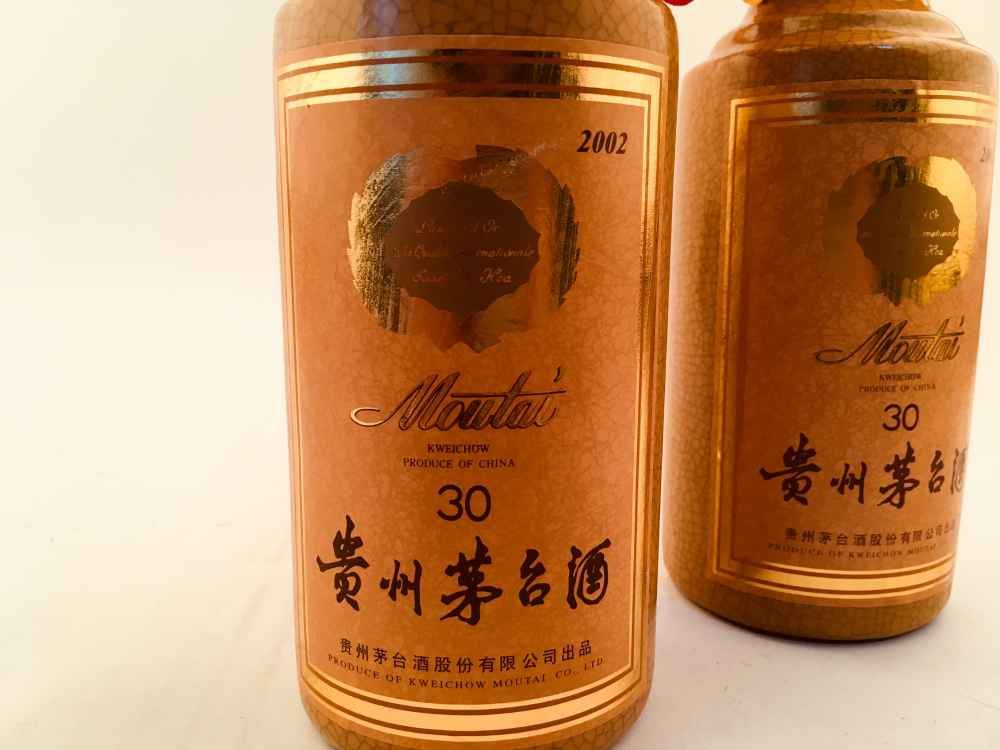 2002
Moutai
KWEICHOW
PRODUCE OF CHINA
30
贵州茅台酒
贵州茅台酒股份有限公司出品
PRODUCE OF KWEICHOW MOUTAI CO., LTD
Moutai
KWEICHOW
PRODUCE OF CHINA
30
贵州茅台酒
贵州茅台酒股份有限公司出
PRODUCE OF KWEICHOW MOUTAI